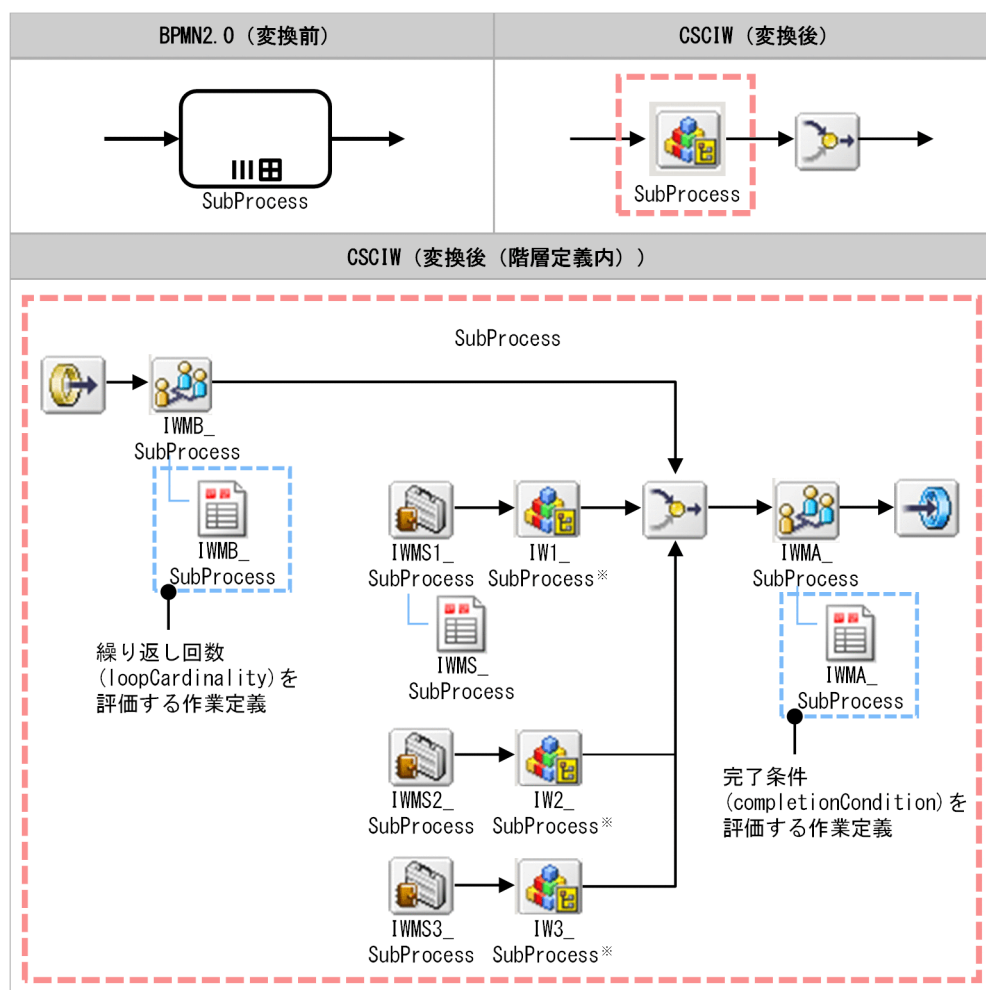 BPMN2.0（変換前）
CSCIW（変換後）
SubProcess
SubProcess
CSCIW（変換後（階層定義内））
SubProcess
IWMB_
SubProcess
IWMB_
SubProcess
IWMS1_
SubProcess
IW1_
SubProcess※
IWMA_
SubProcess
IWMS_
SubProcess
IWMA_
SubProcess
繰り返し回数
(loopCardinality)を
評価する作業定義
IWMS2_
SubProcess
IW2_
SubProcess※
完了条件
(completionCondition)を
評価する作業定義
IWMS3_
SubProcess
IW3_
SubProcess※